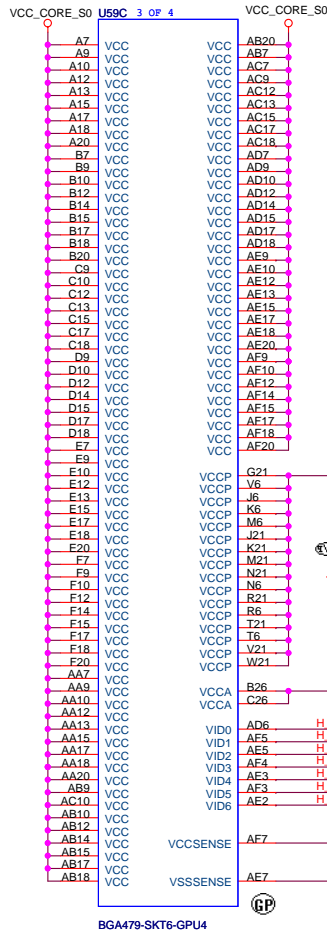 VCC_CORE_S0 U59C 3 OF 4 VCC_CORE_S0
A7 VCC VCC AB20
A9 VCC VCC AB7
A10 VCC VCC AC7
A12 VCC VCC AC9
A13 VCC VCC AC12
A15 VCC VCC AC13
A17 VCC VCC AC15
A18 VCC VCC AC17
A20 VCC VCC AC18
B7 VCC VCC AD7
B9 VCC VCC AD9
B10 VCC VCC AD10
B12 VCC VCC AD12
B14 VCC VCC AD14
B15 VCC VCC AD15
B17 VCC VCC AD17
B18 VCC VCC AD18
B20 VCC VCC AE9
C9 VCC VCC AE10
C10 VCC VCC AE12
C12 VCC VCC AE13
C13 VCC VCC AE15
C15 VCC VCC AE17
C17 VCC VCC AE18
C18 VCC VCC AE20
D9 VCC VCC AF9
D10 VCC VCC AF10
D12 VCC VCC AF12
D14 VCC VCC AF14
D15 VCC VCC AF15
D17 VCC VCC AF17
D18 VCC VCC AF18
E7 VCC VCC AF20
E9 VCC
E10 VCC VCCP G21
E12 VCC VCCP V6
E13 VCC VCCP J6
E15 VCC VCCP K6
E17 VCC VCCP M6
E18 VCC VCCP J21
E20 VCC VCCP K21
F7 VCC VCCP M21
F9 VCC VCCP N21
F10 VCC VCCP N6
F12 VCC VCCP R21
F14 VCC VCCP R6
F15 VCC VCCP T21
F17 VCC VCCP T6
F18 VCC VCCP V21
F20 VCC VCCP W21
AA7 VCC
AA9 VCC VCCA B26
AA10 VCC VCCA C26
AA12 VCC
AA13 VCC VID0 AD6 H
AA15 VCC VID1 AF5 H
AA17 VCC VID2 AE5 H
AA18 VCC VID3 AF4 H
AA20 VCC VID4 AF3 H
AB9 VCC VID5 AF3 H
AC10 VCC VID6 AE2 H
AB10 VCC
AB12 VCC
AB14 VCC VCCSENSE AF7
AB15 VCC
AB17 VCC
AB18 VCC VSSSENSE AE7
GP
BGA479-SKT6-GPU4